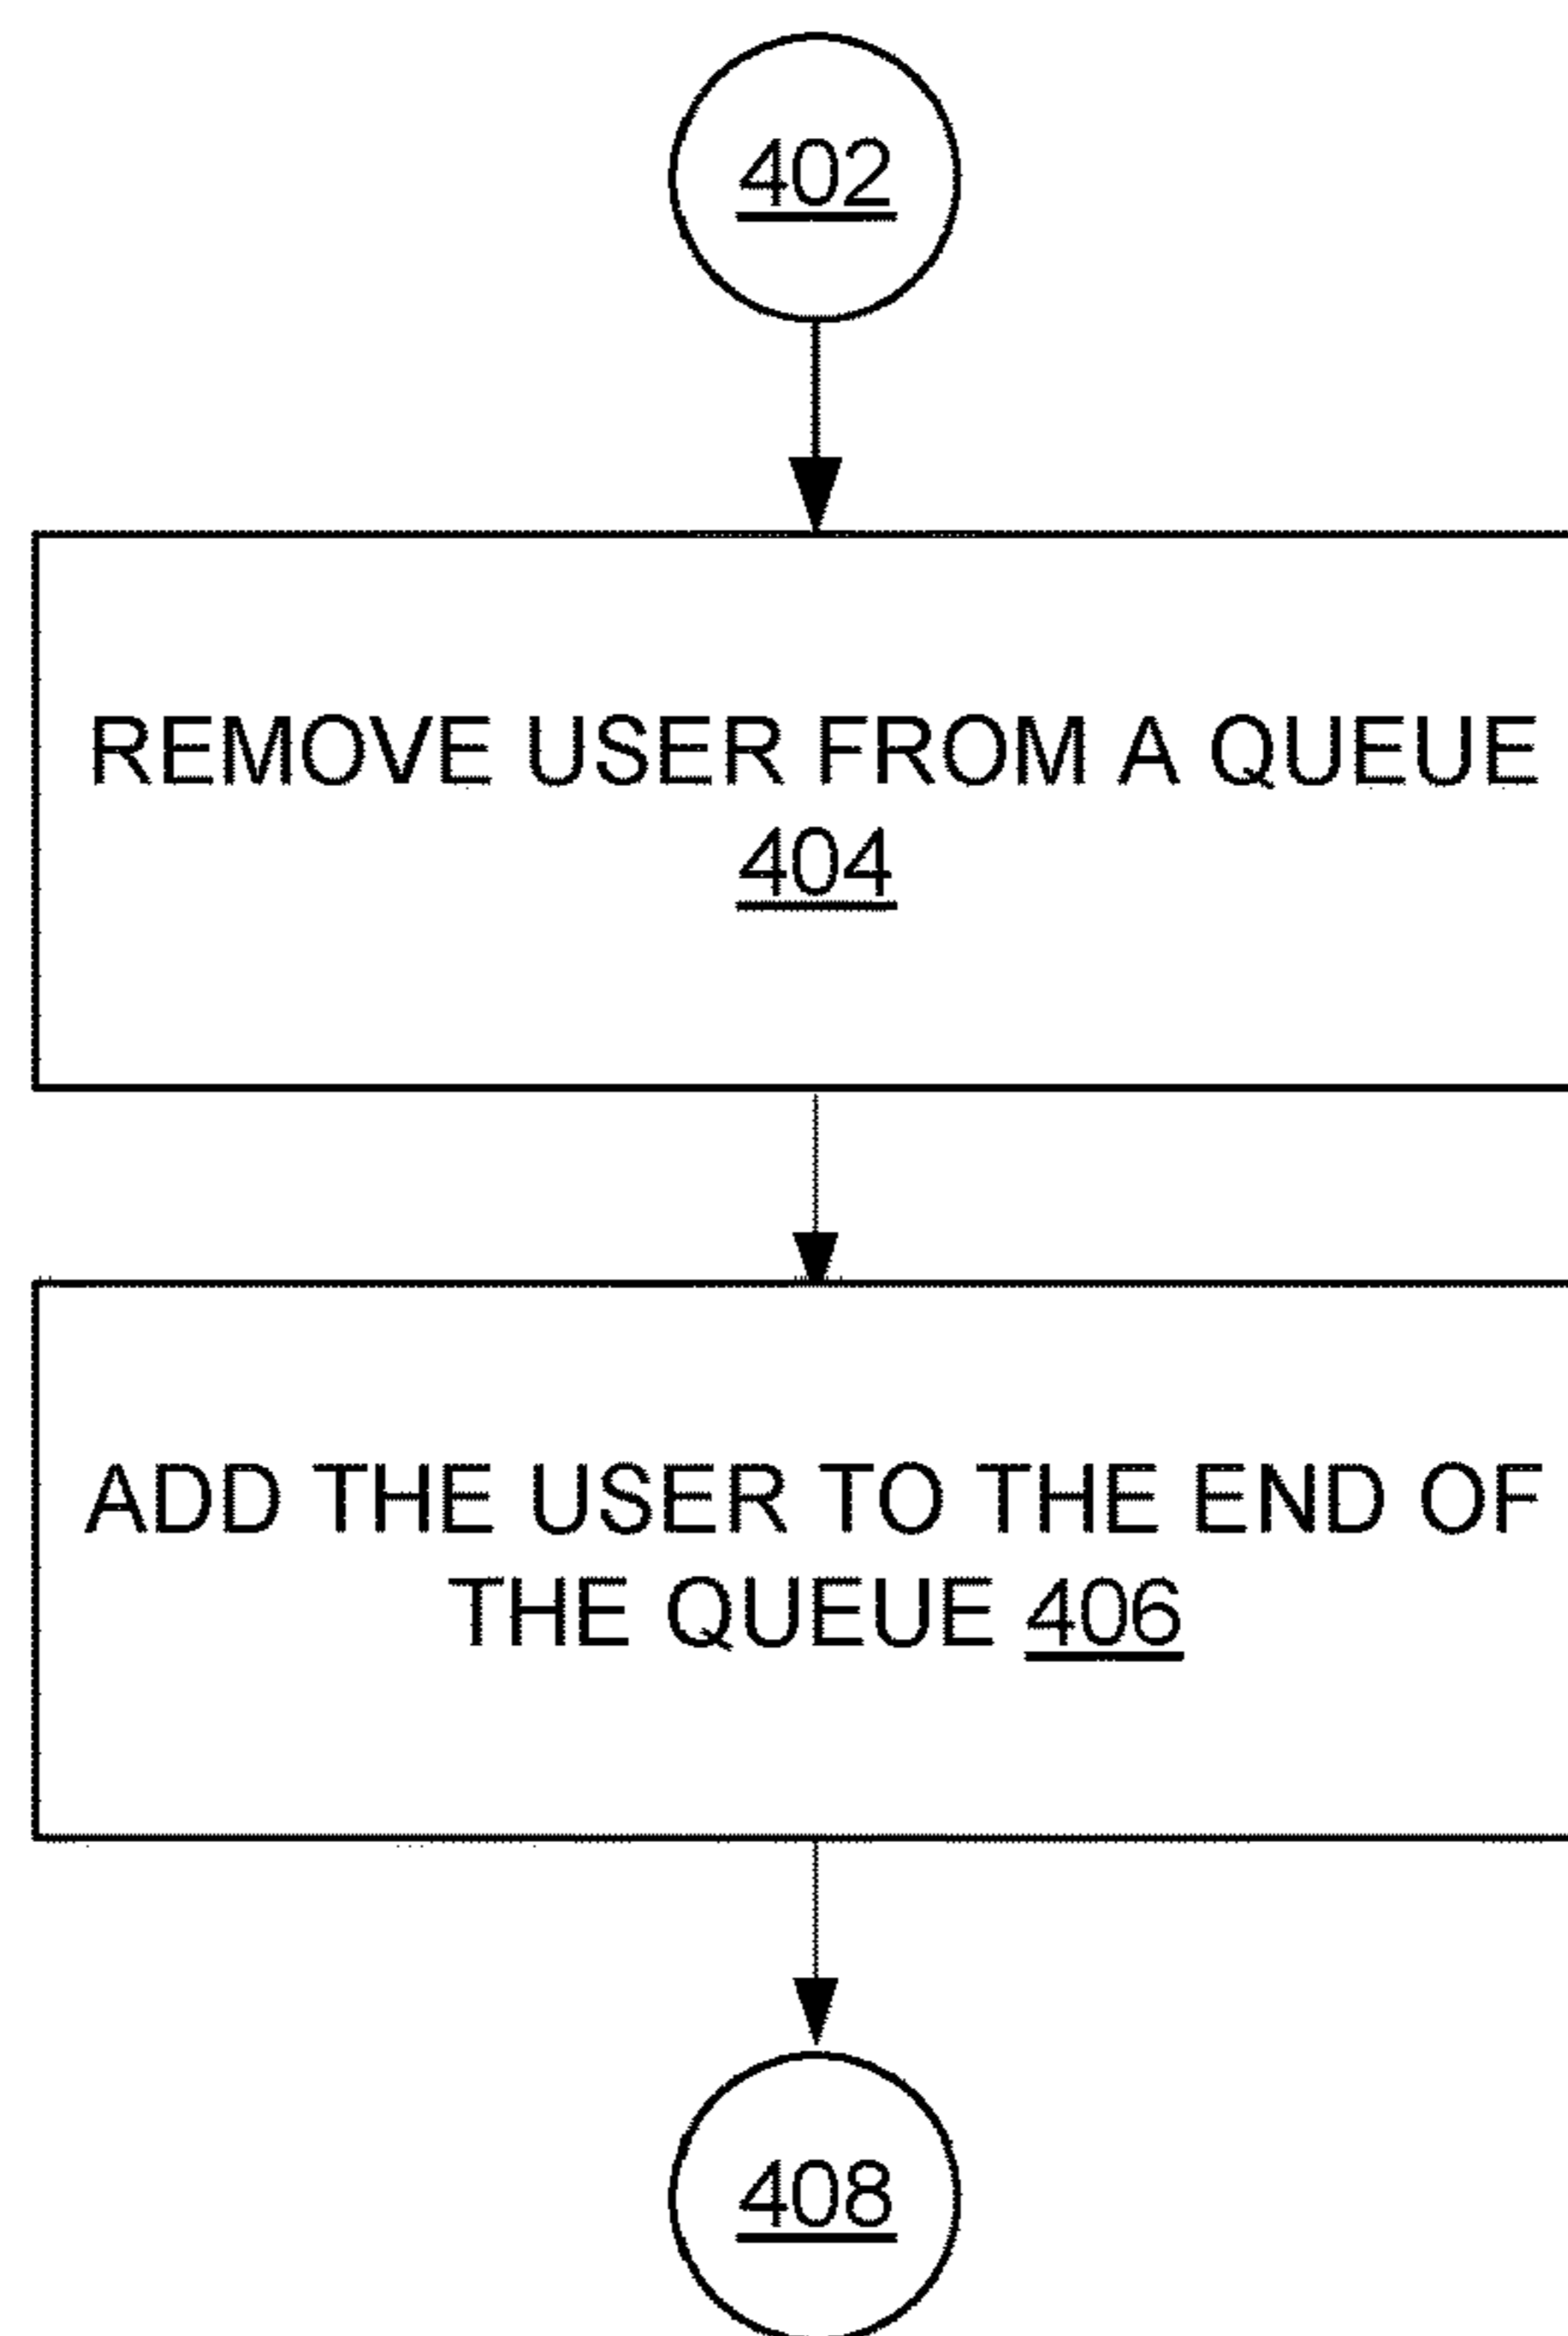 402
REMOVE USER FROM A QUEUE
404
ADD THE USER TO THE END OF
THE QUEUE 406
408